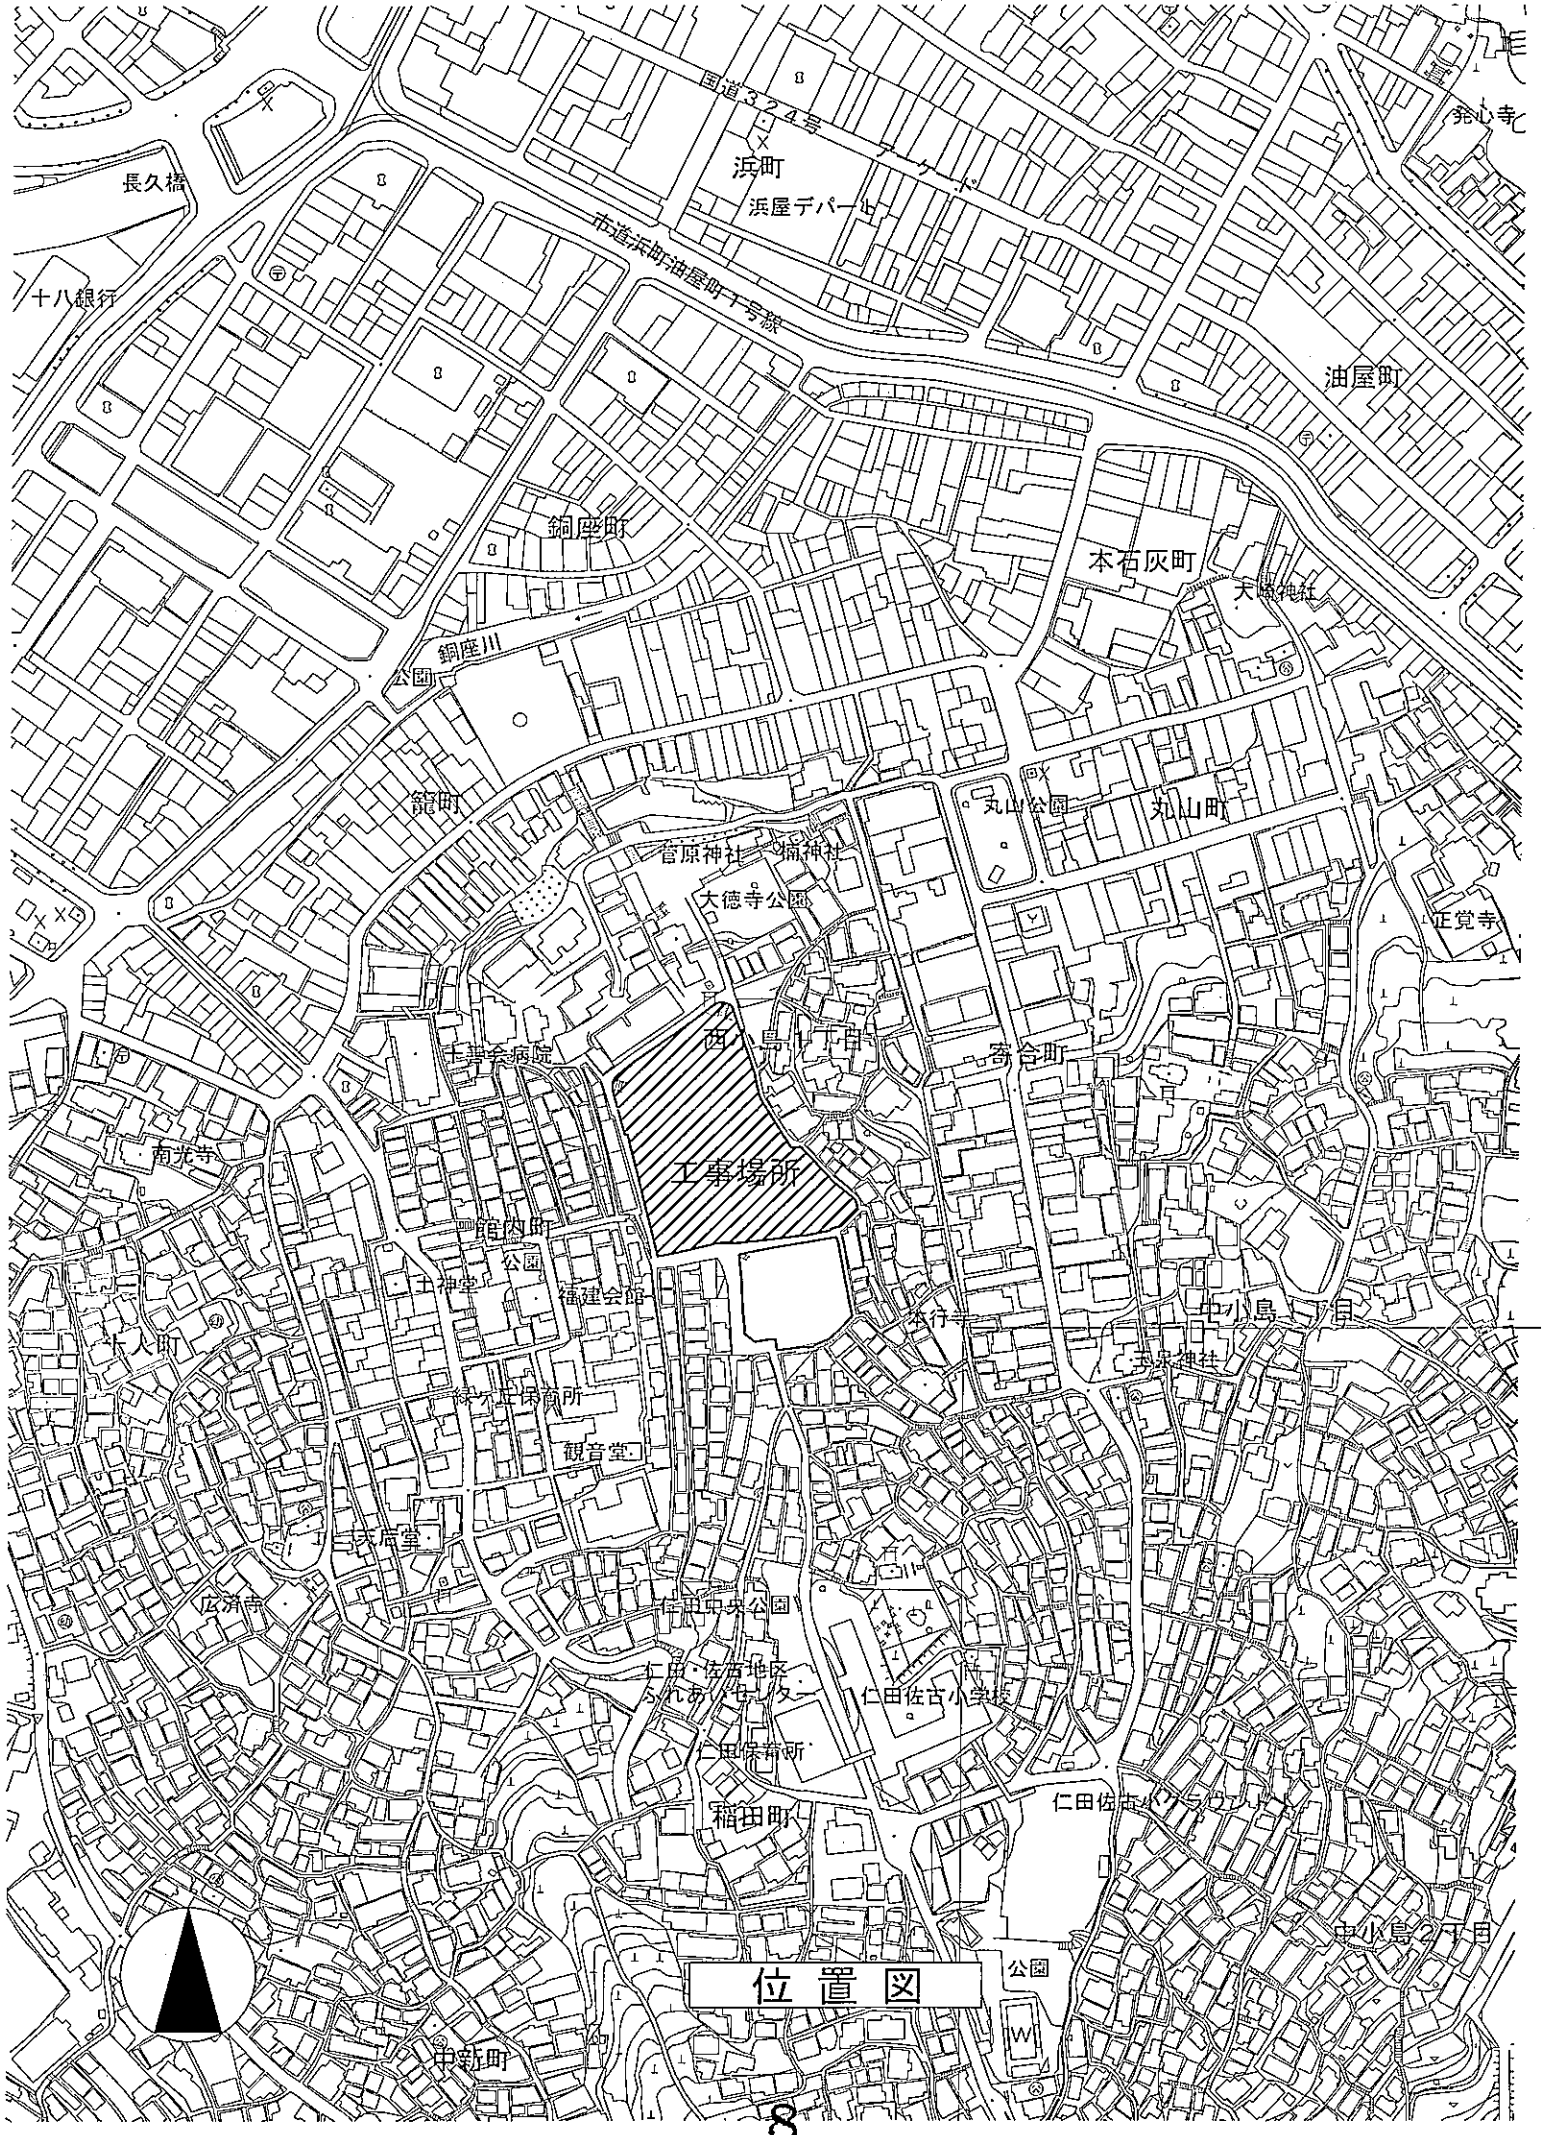 国道324号
アーケード
発心寺
浜町
長久橋
浜屋デパート
市道浜町油屋町1号線
十八銀行
油屋町
銅座町
本石灰町
大崎神社
銅座川
公園
籠町
丸山公園
丸山町
菅原神社
楠神社
大徳寺公園
正覚寺
西小島1丁目
寄合町
十善会病院
南光寺
工事場所
館内町
公園
土神堂
福建会館
本行寺
中小島1丁目
十人町
玉泉神社
緑ヶ丘保育所
観音堂
天后堂
広済寺
仁田中央公園
仁田・佐古地区
ふれあいセンター
仁田佐古小学校
仁田保育所
稲田町
仁田佐古小グラウンド
中小島2丁目
位置図
公園
W
中新町
8